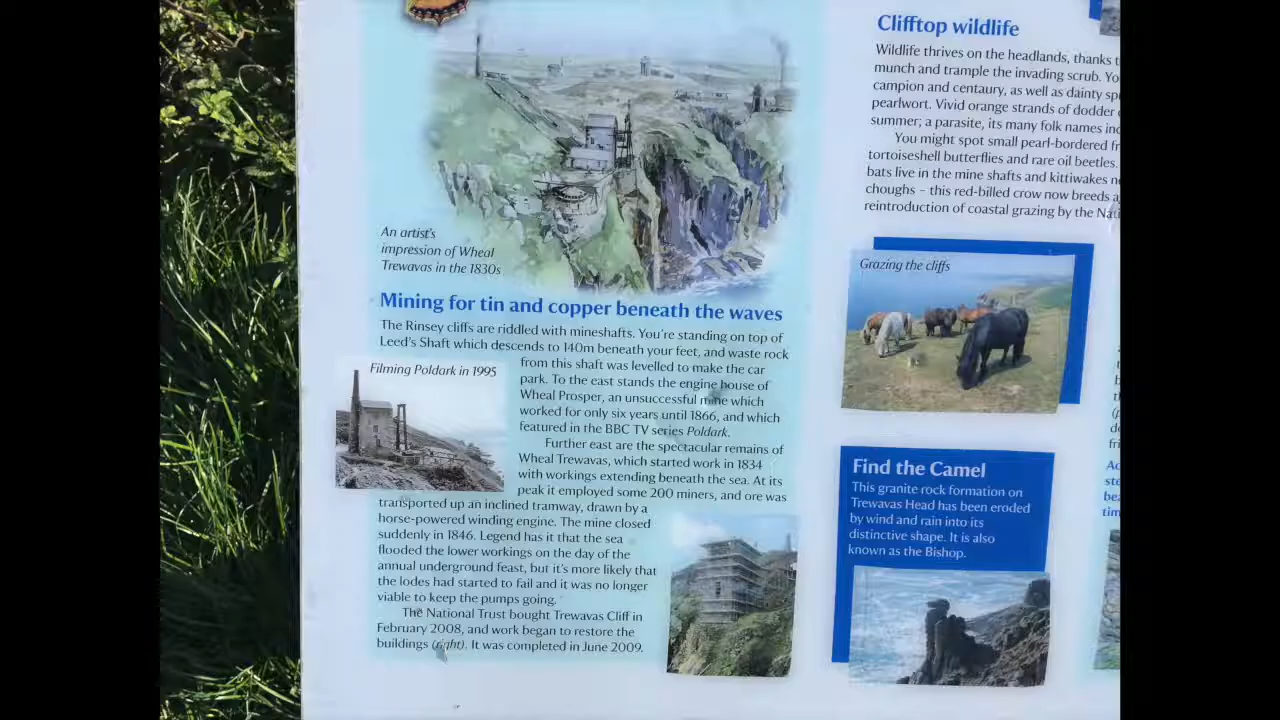 An artist's
impression of Wheal
Trewavas in the 1830s
Mining for tin and copper beneath the waves
The Rinsey cliffs are riddled with mineshafts. You're standing on top of
Leed's Shaft which descends to 140m beneath your feet, and waste rock
from this shaft was levelled to make the car
park. To the east stands the engine house of
Wheal Prosper, an unsuccessful mine which
worked for only six years until 1866, and which
featured in the BBC TV series Poldark.
Filming Poldark in 1995
Further east are the spectacular remains of
Wheal Trewavas, which started work in 1834
with workings extending beneath the sea. At its
peak it employed some 200 miners, and ore was
transported up an inclined tramway, drawn by a
horse-powered winding engine. The mine closed
suddenly in 1846. Legend has it that the sea
flooded the lower workings on the day of the
annual underground feast, but it's more likely that
the lodes had started to fail and it was no longer
viable to keep the pumps going.
The National Trust bought Trewavas Cliff in
February 2008, and work began to restore the
buildings (right). It was completed in June 2009.
Clifftop wildlife
Wildlife thrives on the headlands, thanks
munch and trample the invading scrub.
campion and centaury, as well as dainty
pearlwort. Vivid orange strands of dodder
summer; a parasite, its many folk names
You might spot small pearl-bordered
tortoiseshell butterflies and rare oil beetles.
bats live in the mine shafts and kittiwakes
choughs – this red-billed crow now breeds
reintroduction of coastal grazing by the
Grazing the cliffs
Find the Camel
This granite rock formation on
Trewavas Head has been eroded
by wind and rain into its
distinctive shape. It is also
known as the Bishop.